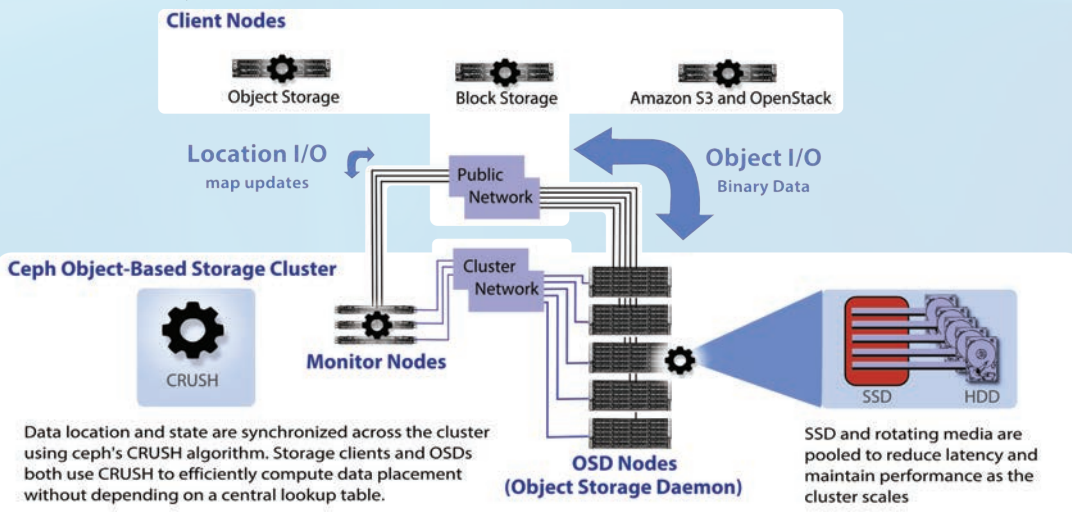 Client Nodes
Object Storage
Block Storage
Amazon S3 and OpenStack
Location I/O
map updates
Public
Network
Object I/O
Binary Data
Ceph Object-Based Storage Cluster
CRUSH
Cluster
Network
Monitor Nodes
SSD
HDD
Data location and state are synchronized across the cluster
using ceph's CRUSH algorithm. Storage clients and OSDs
both use CRUSH to efficiently compute data placement
without depending on a central lookup table.
OSD Nodes
(Object Storage Daemon)
SSD and rotating media are
pooled to reduce latency and
maintain performance as the
cluster scales